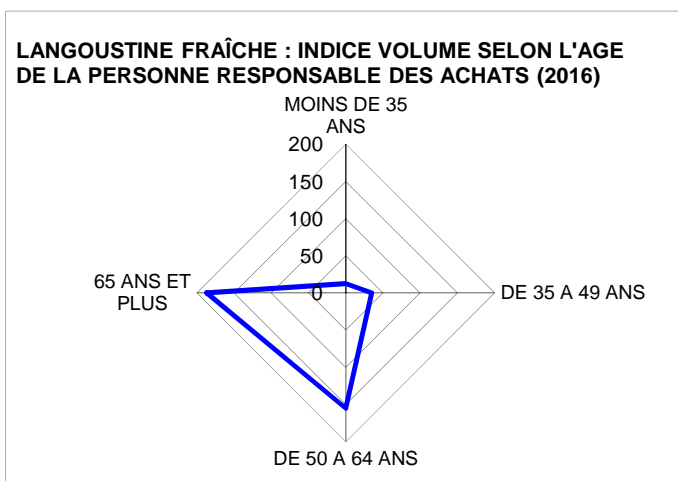 LANGOUSTINE FRAÎCHE : INDICE VOLUME SELON L'AGE
DE LA PERSONNE RESPONSABLE DES ACHATS (2016)
MOINS DE 35
ANS
200
150
100
50
0
65 ANS ET
PLUS
DE 35 A 49 ANS
DE 50 A 64 ANS